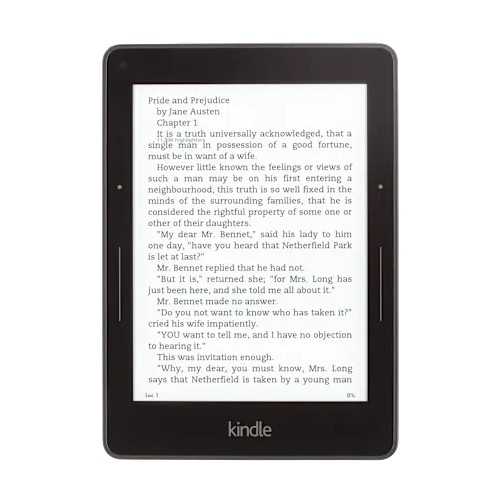 Pride and Prejudice
by Jane Austen
Chapter 1
It is a truth universally acknowledged, that a
11,008 highlighters
single man in possession of a good fortune,
must be in want of a wife.
However little known the feelings or views of
such a man may be on his first entering a
neighbourhood, this truth is so well fixed in the
minds of the surrounding families, that he is
considered the rightful property of some one or
other of their daughters.
"My dear Mr. Bennet," said his lady to him
one day, "have you heard that Netherfield Park
is let at last?"
Mr. Bennet replied that he had not.
"But it is," returned she; "for Mrs. Long has
just been here, and she told me all about it."
Mr. Bennet made no answer.
"Do you not want to know who has taken it?"
cried his wife impatiently.
"YOU want to tell me, and I have no objection
to hearing it."
This was invitation enough.
"Why, my dear, you must know, Mrs. Long
says that Netherfield is taken by a young man
Loc 1 0%
kindle